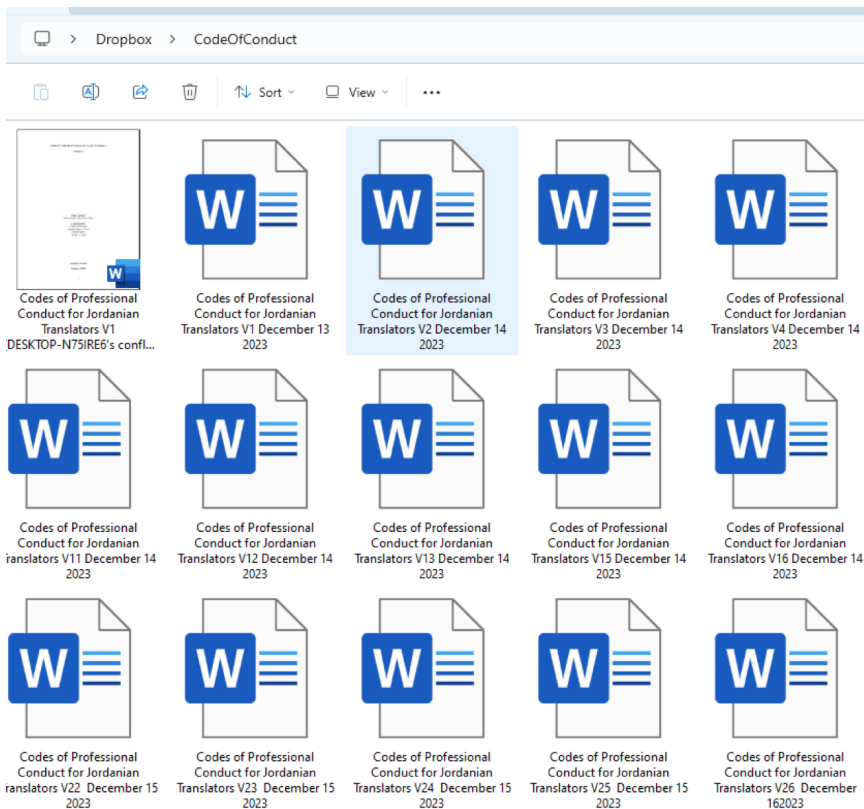 Dropbox > CodeOfConduct
Sort
View
Codes of Professional
Conduct for Jordanian
Translators V1
DESKTOP-N75IRE6's confl...
Codes of Professional
Conduct for Jordanian
Translators V1 December 13
2023
Codes of Professional
Conduct for Jordanian
Translators V2 December 14
2023
Codes of Professional
Conduct for Jordanian
Translators V3 December 14
2023
Codes of Professional
Conduct for Jordanian
Translators V4 December 14
2023
Codes of Professional
Conduct for Jordanian
ranslators V11 December 14
2023
Codes of Professional
Conduct for Jordanian
Translators V12 December 14
2023
Codes of Professional
Conduct for Jordanian
Translators V13 December 14
2023
Codes of Professional
Conduct for Jordanian
Translators V15 December 14
2023
Codes of Professional
Conduct for Jordanian
Translators V16 December 14
2023
Codes of Professional
Conduct for Jordanian
ranslators V22 December 15
2023
Codes of Professional
Conduct for Jordanian
Translators V23 December 15
2023
Codes of Professional
Conduct for Jordanian
Translators V24 December 15
2023
Codes of Professional
Conduct for Jordanian
Translators V25 December 15
2023
Codes of Professional
Conduct for Jordanian
Translators V26 December
162023